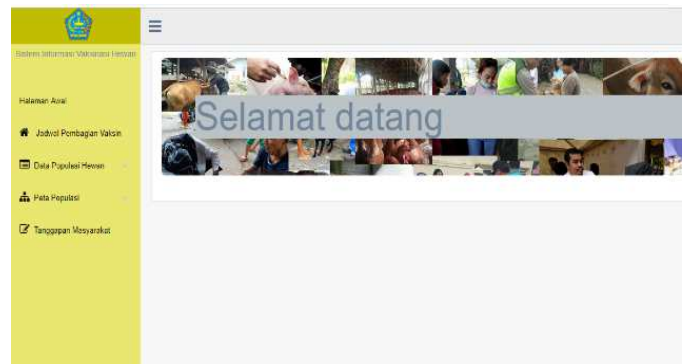 Sistem Informasi Vaksinasi Hewan
Halaman Awal
Jadwal Pembagian Vaksin
Data Populasi Hewan
Peta Populasi
Tanggapan Masyarakat
Selamat datang